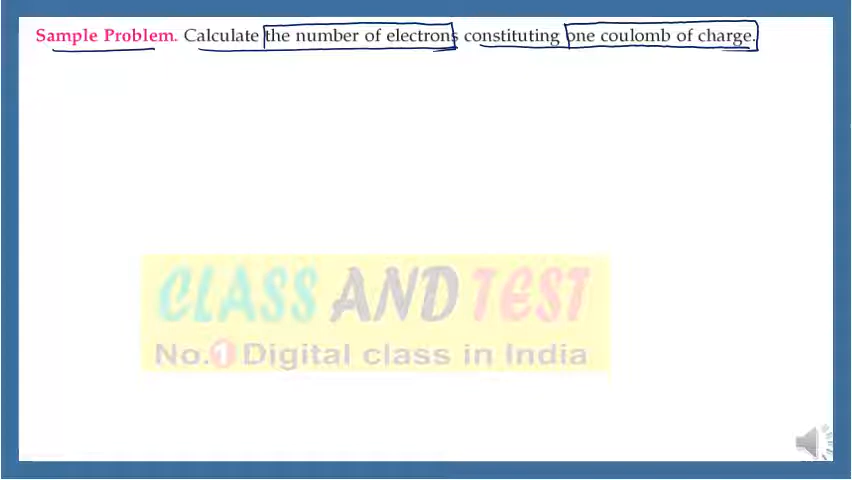 Sample Problem. Calculate the number of electrons constituting one coulomb of charge.
CLASS AND TEST
No.1 Digital class in India